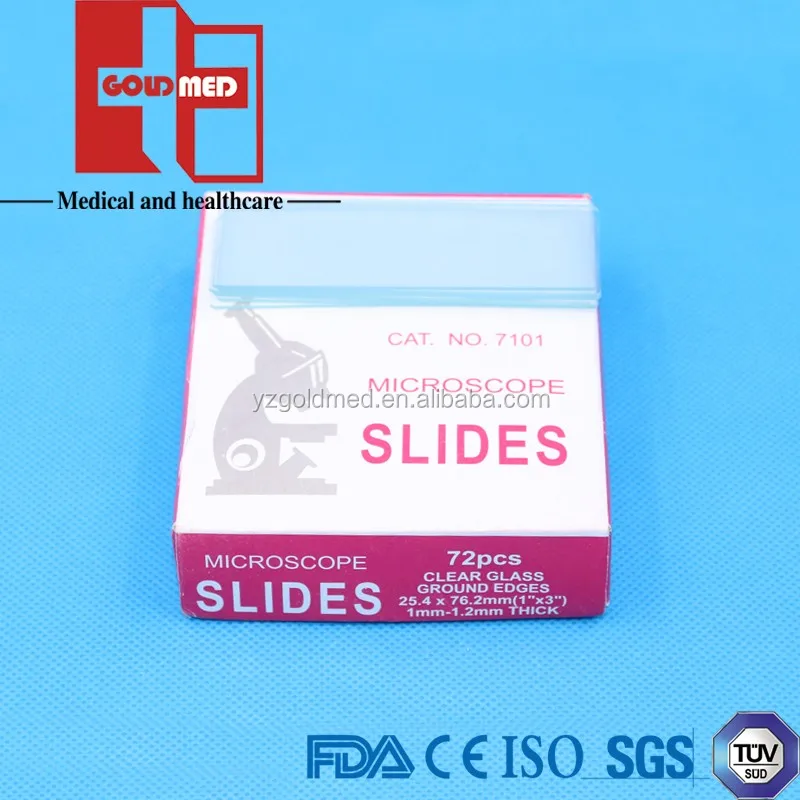 GOLDMED
Medical and healthcare
CAT. NO. 7101
MICROSCOPE
yzgoldmed.en.alibaba.com
SLIDES
MICROSCOPE
SLIDES
72pcs
CLEAR GLASS
GROUND EDGES
25.4 x 76.2mm(1"x3")
1mm-1.2mm THICK
FDA CE ISO SGS
TÜV
SUD